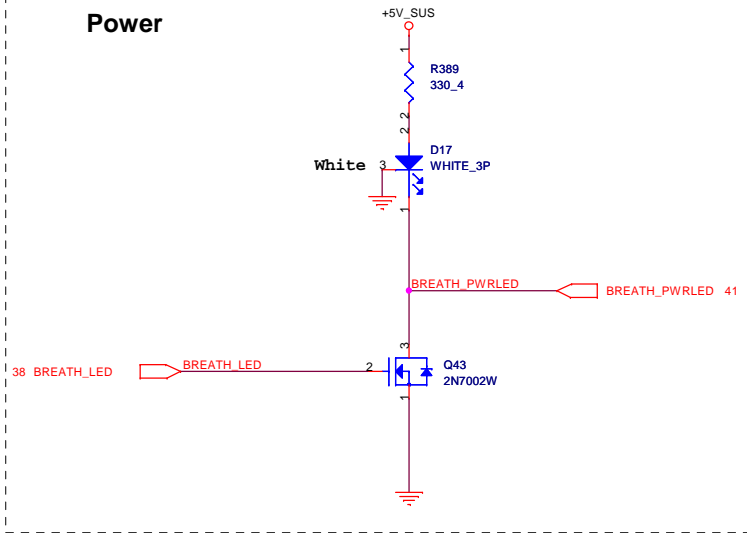 Power
+5V_SUS
1
R389
330_4
2
2
D17
WHITE_3P
White
3
1
BREATH_PWRLED
BREATH_PWRLED 41
3
38 BREATH_LED
BREATH_LED
2
Q43
2N7002W
1